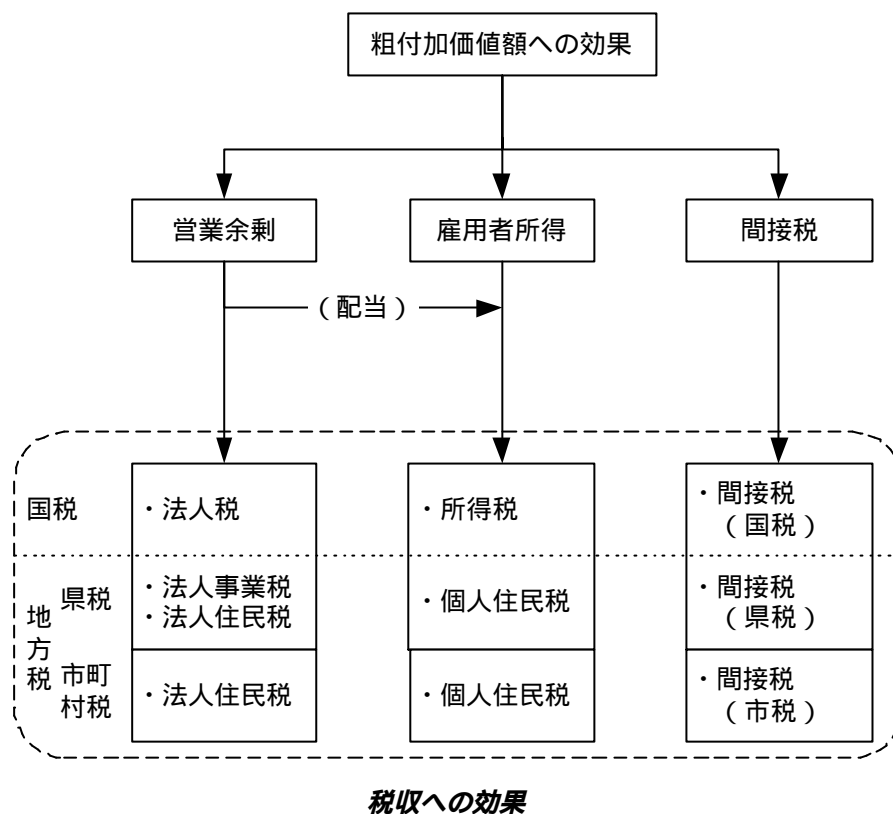 粗付加価値額への効果
営業余剰
雇用者所得
間接税
（配当）
国税
・法人税
・所得税
・間接税
（国税）
地方税
県税
・法人事業税
・法人住民税
・個人住民税
・間接税
（県税）
市町
村税
・法人住民税
・個人住民税
・間接税
（市税）
税収への効果